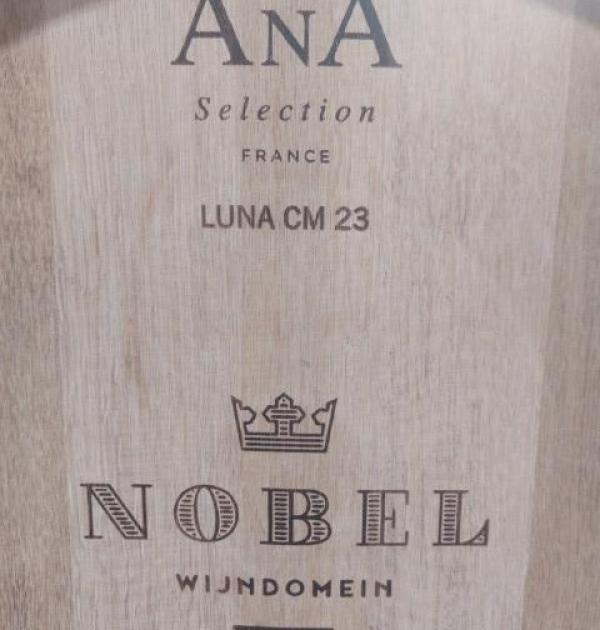 ANA
Selection
FRANCE
LUNA CM 23
NOBEL
WIJNDOMEIN